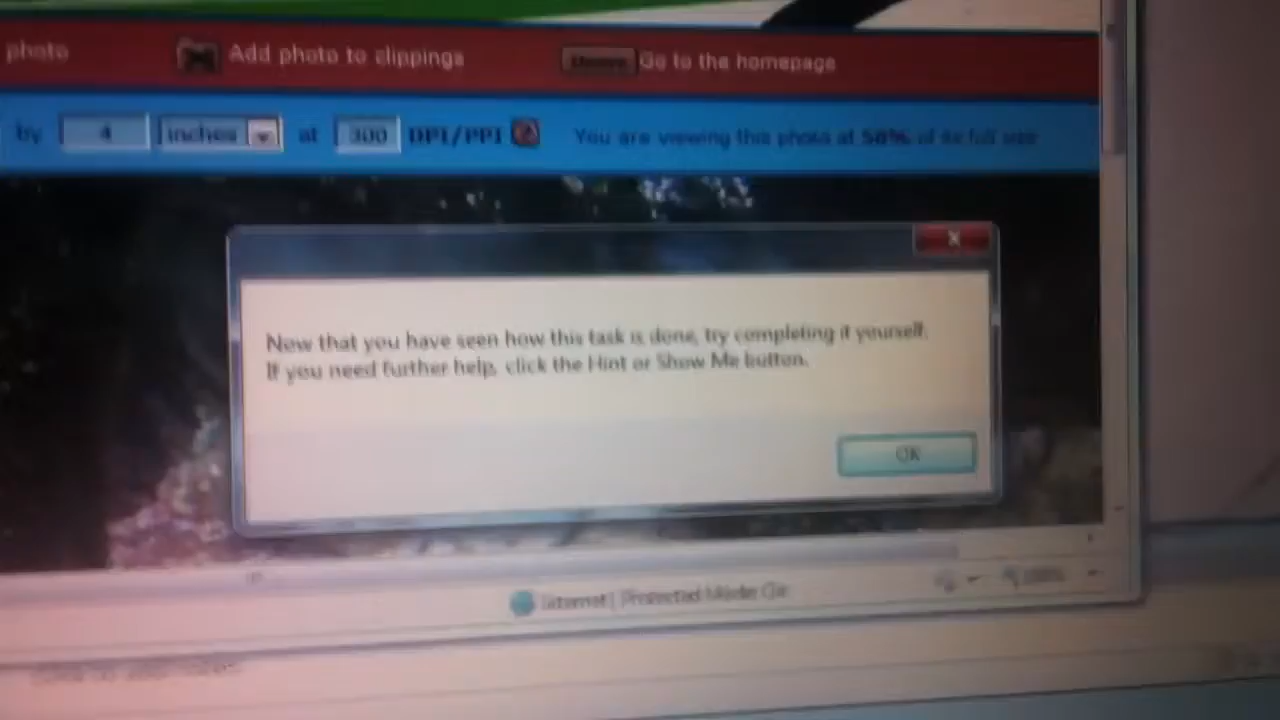 photo
Add photo to clippings
Go to the homepage
by 4 inches at 300 DPI/PPI You are viewing this photo at 50% of its full size
X
Now that you have seen how this task is done, try completing it yourself.
If you need further help, click the Hint or Show Me button.
OK
Internet | Protected Mode: On